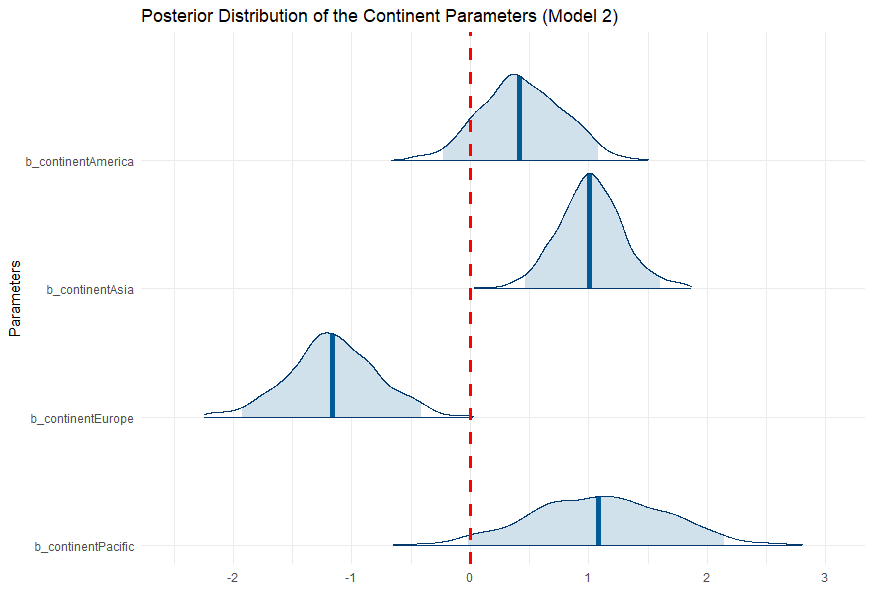 Posterior Distribution of the Continent Parameters (Model 2)
Parameters
b_continentAmerica
b_continentAsia
b_continentEurope
b_continentPacific
-2 -1 0 1 2 3